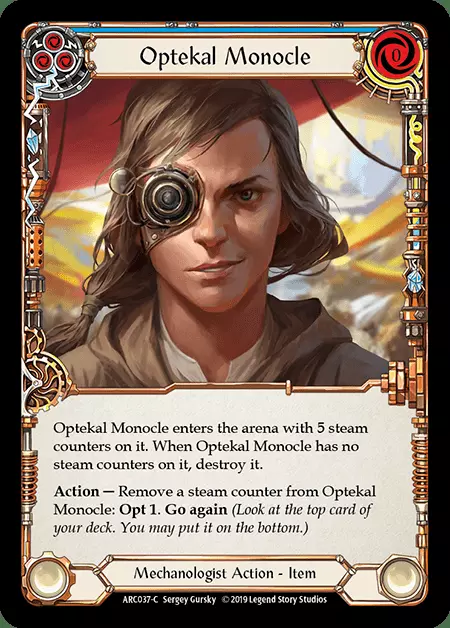 Optekal Monocle
0
Optekal Monocle enters the arena with 5 steam
counters on it. When Optekal Monocle has no
steam counters on it, destroy it.
Action — Remove a steam counter from Optekal
Monocle: Opt 1. Go again (Look at the top card of
your deck. You may put it on the bottom.)
Mechanologist Action - Item
ARC037-C Sergey Gursky © 2019 Legend Story Studios